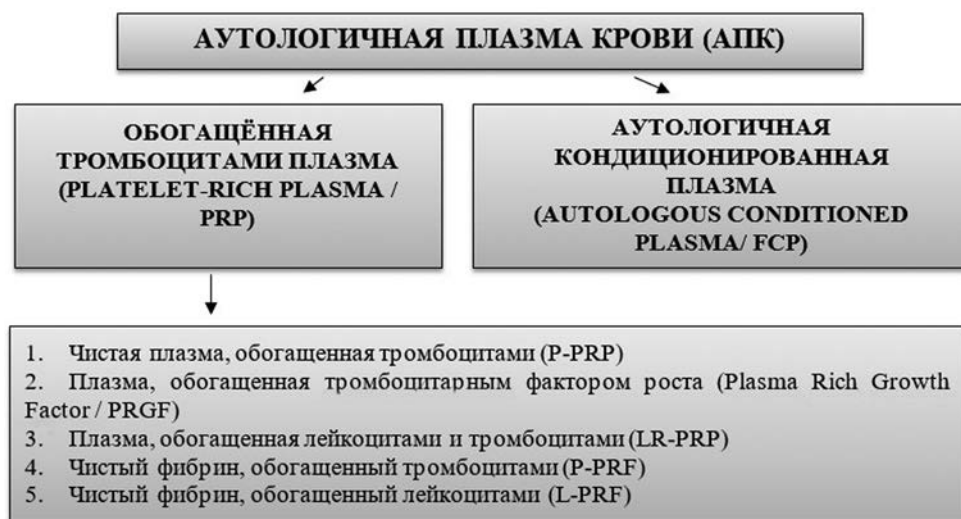 АУТОЛОГИЧНАЯ ПЛАЗМА КРОВИ (АПК)
ОБОГАЩЁННАЯ
ТРОМБОЦИТАМИ ПЛАЗМА
(PLATELET-RICH PLASMA /
PRP)
АУТОЛОГИЧНАЯ
КОНДИЦИОНИРОВАННАЯ
ПЛАЗМА
(AUTOLOGOUS CONDITIONED
PLASMA/ FCP)
1. Чистая плазма, обогащенная тромбоцитами (P-PRP)
2. Плазма, обогащенная тромбоцитарным фактором роста (Plasma Rich Growth
Factor / PRGF)
3. Плазма, обогащенная лейкоцитами и тромбоцитами (LR-PRP)
4. Чистый фибрин, обогащенный тромбоцитами (P-PRF)
5. Чистый фибрин, обогащенный лейкоцитами (L-PRF)